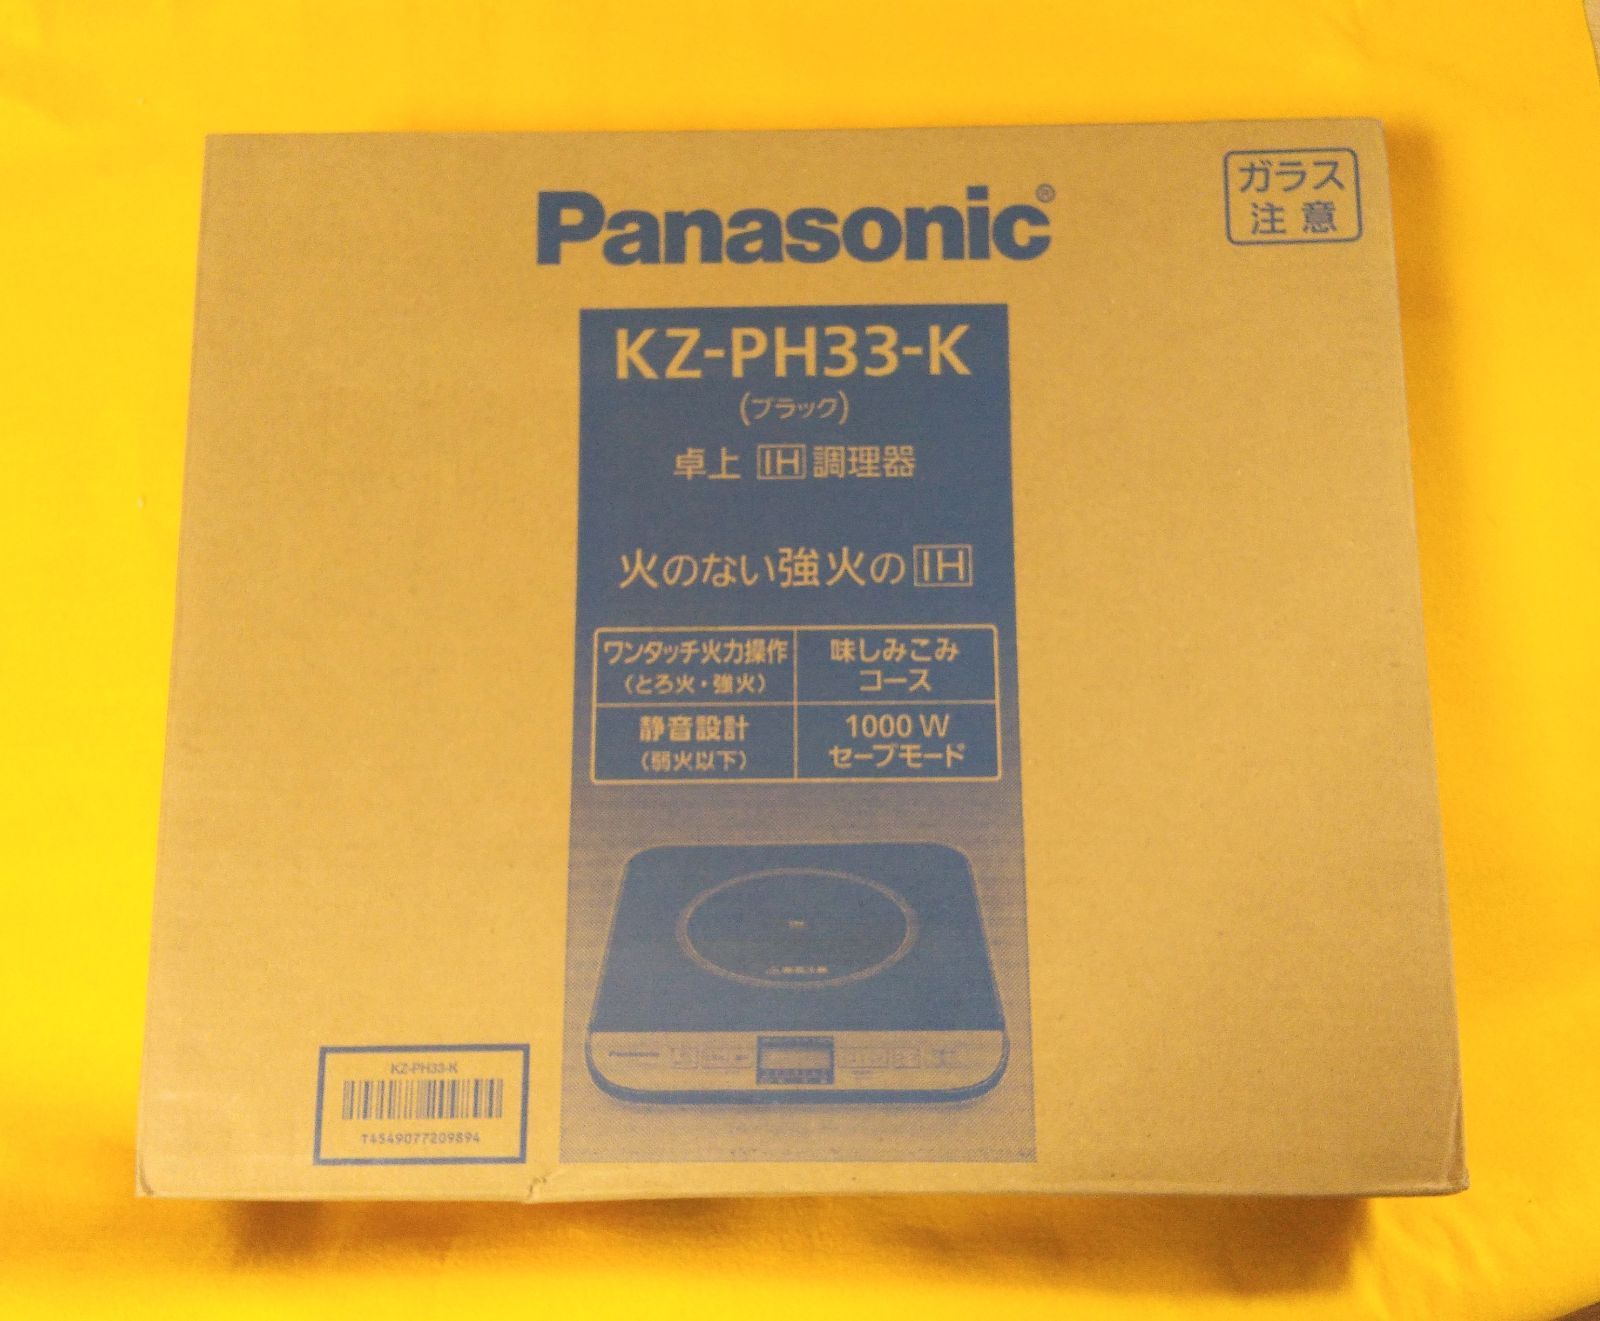 Panasonic®
ガラス
注意
KZ-PH33-K
(ブラック)
卓上 IH 調理器
火のない強火の IH
ワンタッチ火力操作
(とろ火・強火)
味しみこみ
コース
静音設計
(弱火以下)
1000 W
セーブモード
Panasonic
KZ-PH33-K
T4549077209894